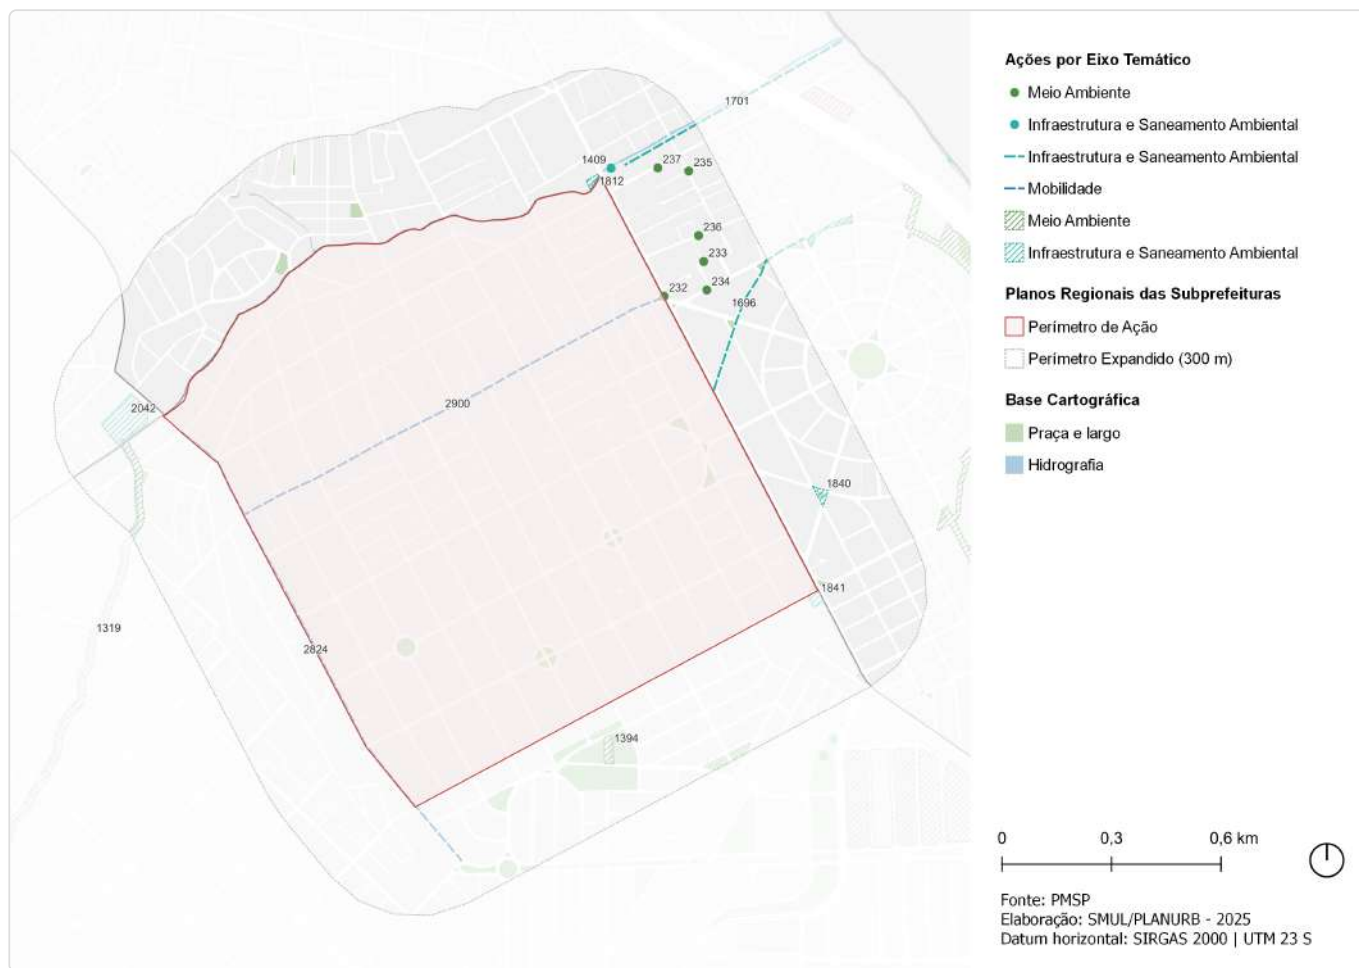 1701
1409
237
235
1812
236
233
232
234
1696
2042
2900
1840
1841
1319
2824
1394
Ações por Eixo Temático
Meio Ambiente
Infraestrutura e Saneamento Ambiental
Infraestrutura e Saneamento Ambiental
Mobilidade
Meio Ambiente
Infraestrutura e Saneamento Ambiental
Planos Regionais das Subprefeituras
Perímetro de Ação
Perímetro Expandido (300 m)
Base Cartográfica
Praça e largo
Hidrografia
0 0,3 0,6 km
Fonte: PMSP
Elaboração: SMUL/PLANURB - 2025
Datum horizontal: SIRGAS 2000 | UTM 23 S